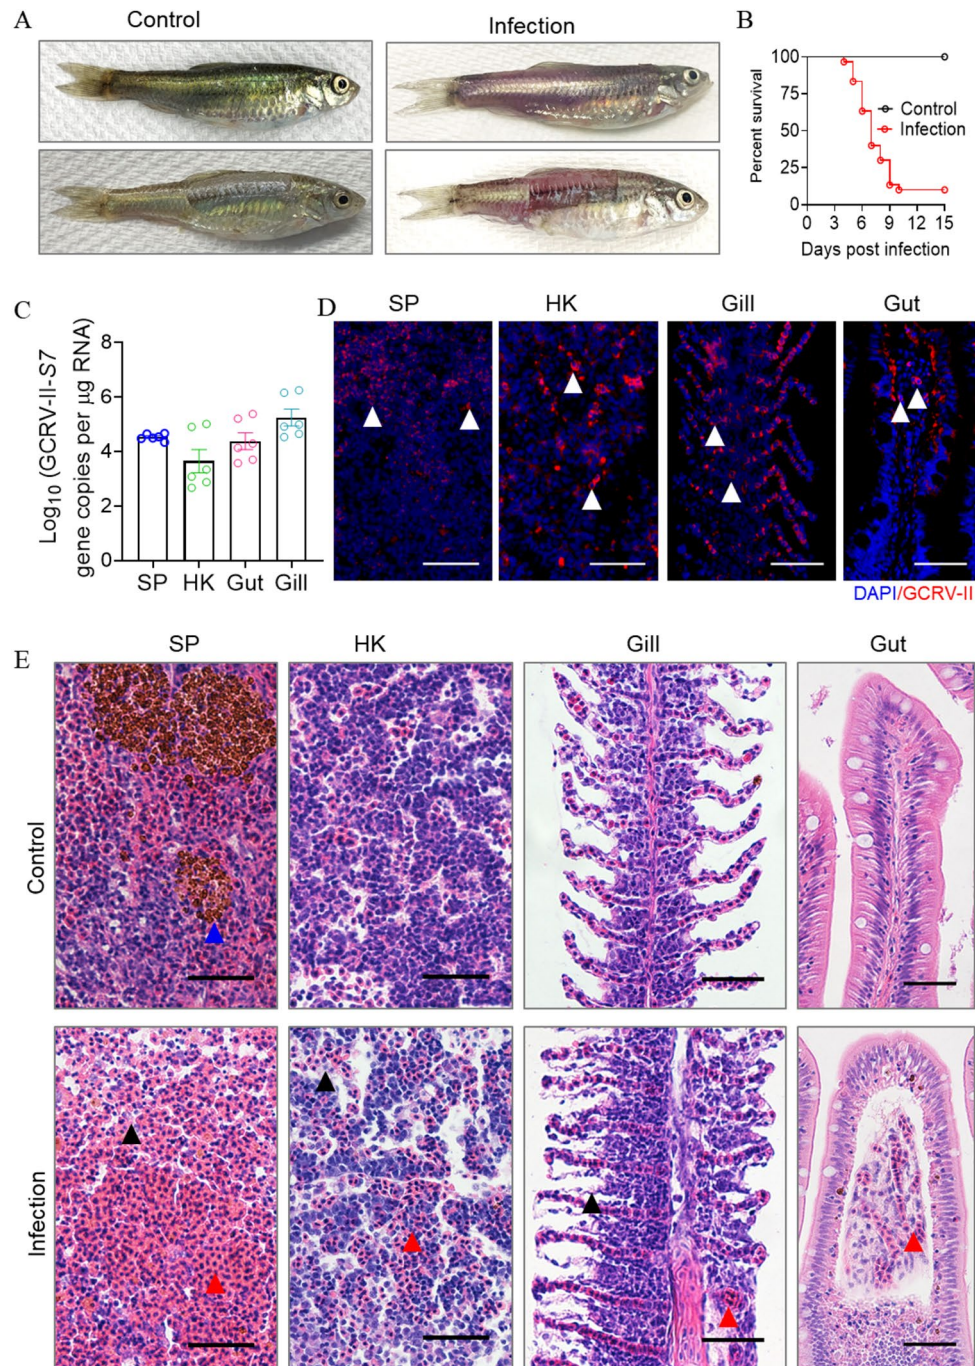 A
Control
Infection
B
100
75
50
25
0
Percent survival
Control
Infection
0 3 6 9 12 15
Days post infection
C
Log10 (GCRV-II-S7
gene copies per µg RNA)
8
6
4
2
0
SP HK Gut Gill
D
SP HK Gill Gut
DAPI/GCRV-II
E
SP HK Gill Gut
Control
Infection